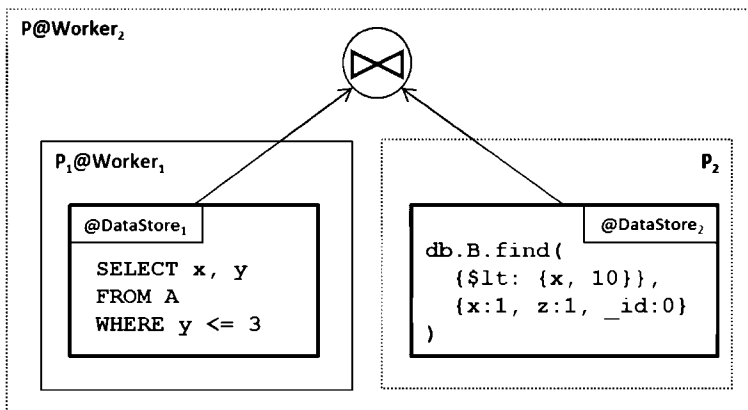 P@Worker₂
P₁@Worker₁
@DataStore₁
SELECT x, y
FROM A
WHERE y <= 3
P₂
@DataStore₂
db.B.find(
{$lt: {x, 10}},
{x:1, z:1, _id:0}
)